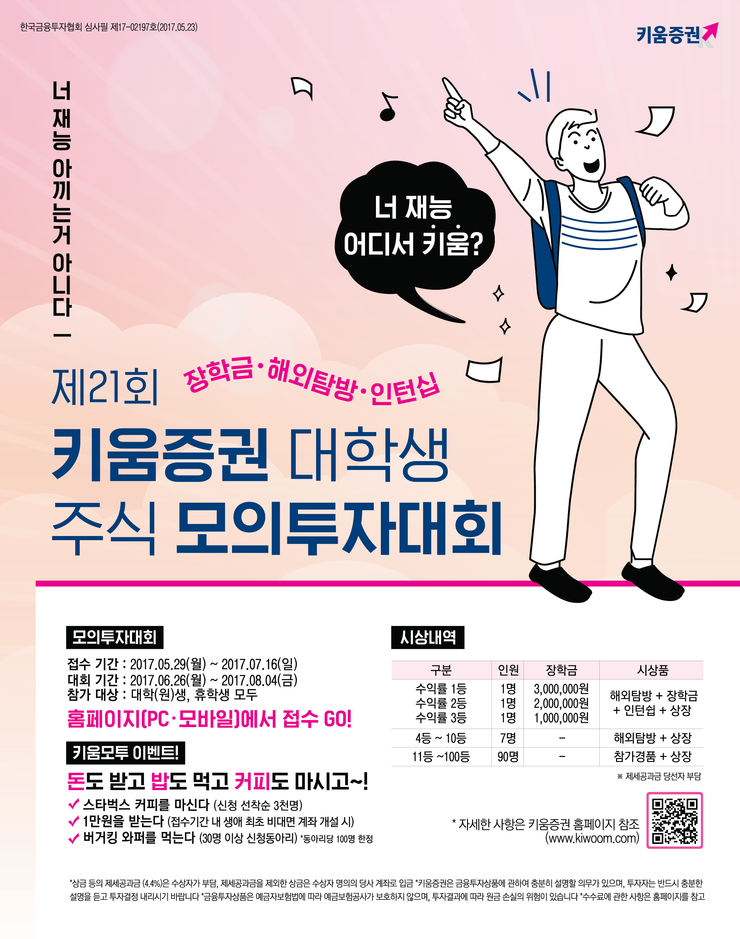 한국금융투자협회 심사필 제17-02197호(2017.05.23)
키움증권
너 재능 아끼는거 아니다 ㅡ
너 재능
어디서 키움?
장학금·해외탐방·인턴십
제21회
키움증권 대학생
주식 모의투자대회
모의투자대회
접수 기간 : 2017.05.29(월) ~ 2017.07.16(일)
대회 기간 : 2017.06.26(월) ~ 2017.08.04(금)
참가 대상 : 대학(원)생, 휴학생 모두
홈페이지(PC·모바일)에서 접수 GO!
키움모투 이벤트!
돈도 받고 밥도 먹고 커피도 마시고~!
스타벅스 커피를 마신다 (신청 선착순 3천명)
1만원을 받는다 (접수기간 내 생애 최초 비대면 계좌 개설 시)
버거킹 와퍼를 먹는다 (30명 이상 신청동아리) *동아리당 100명 한정
시상내역
구분 인원 장학금 시상품
수익률 1등 1명 3,000,000원
수익률 2등 1명 2,000,000원
수익률 3등 1명 1,000,000원
해외탐방 + 장학금
+ 인턴쉽 + 상장
4등 ~ 10등 7명 – 해외탐방 + 상장
11등 ~100등 90명 – 참가경품 + 상장
※ 제세공과금 당선자 부담
* 자세한 사항은 키움증권 홈페이지 참조
(www.kiwoom.com)
*상금 등의 제세공과금 (4.4%)은 수상자가 부담, 제세공과금을 제외한 상금은 수상자 명의의 당사 계좌로 입금 *키움증권은 금융투자상품에 관하여 충분히 설명할 의무가 있으며, 투자자는 반드시 충분한
설명을 듣고 투자결정 내리시기 바랍니다 *금융투자상품은 예금자보험법에 따라 예금보험공사가 보호하지 않으며, 투자결과에 따라 원금 손실의 위험이 있습니다 *수수료에 관한 사항은 홈페이지를 참고